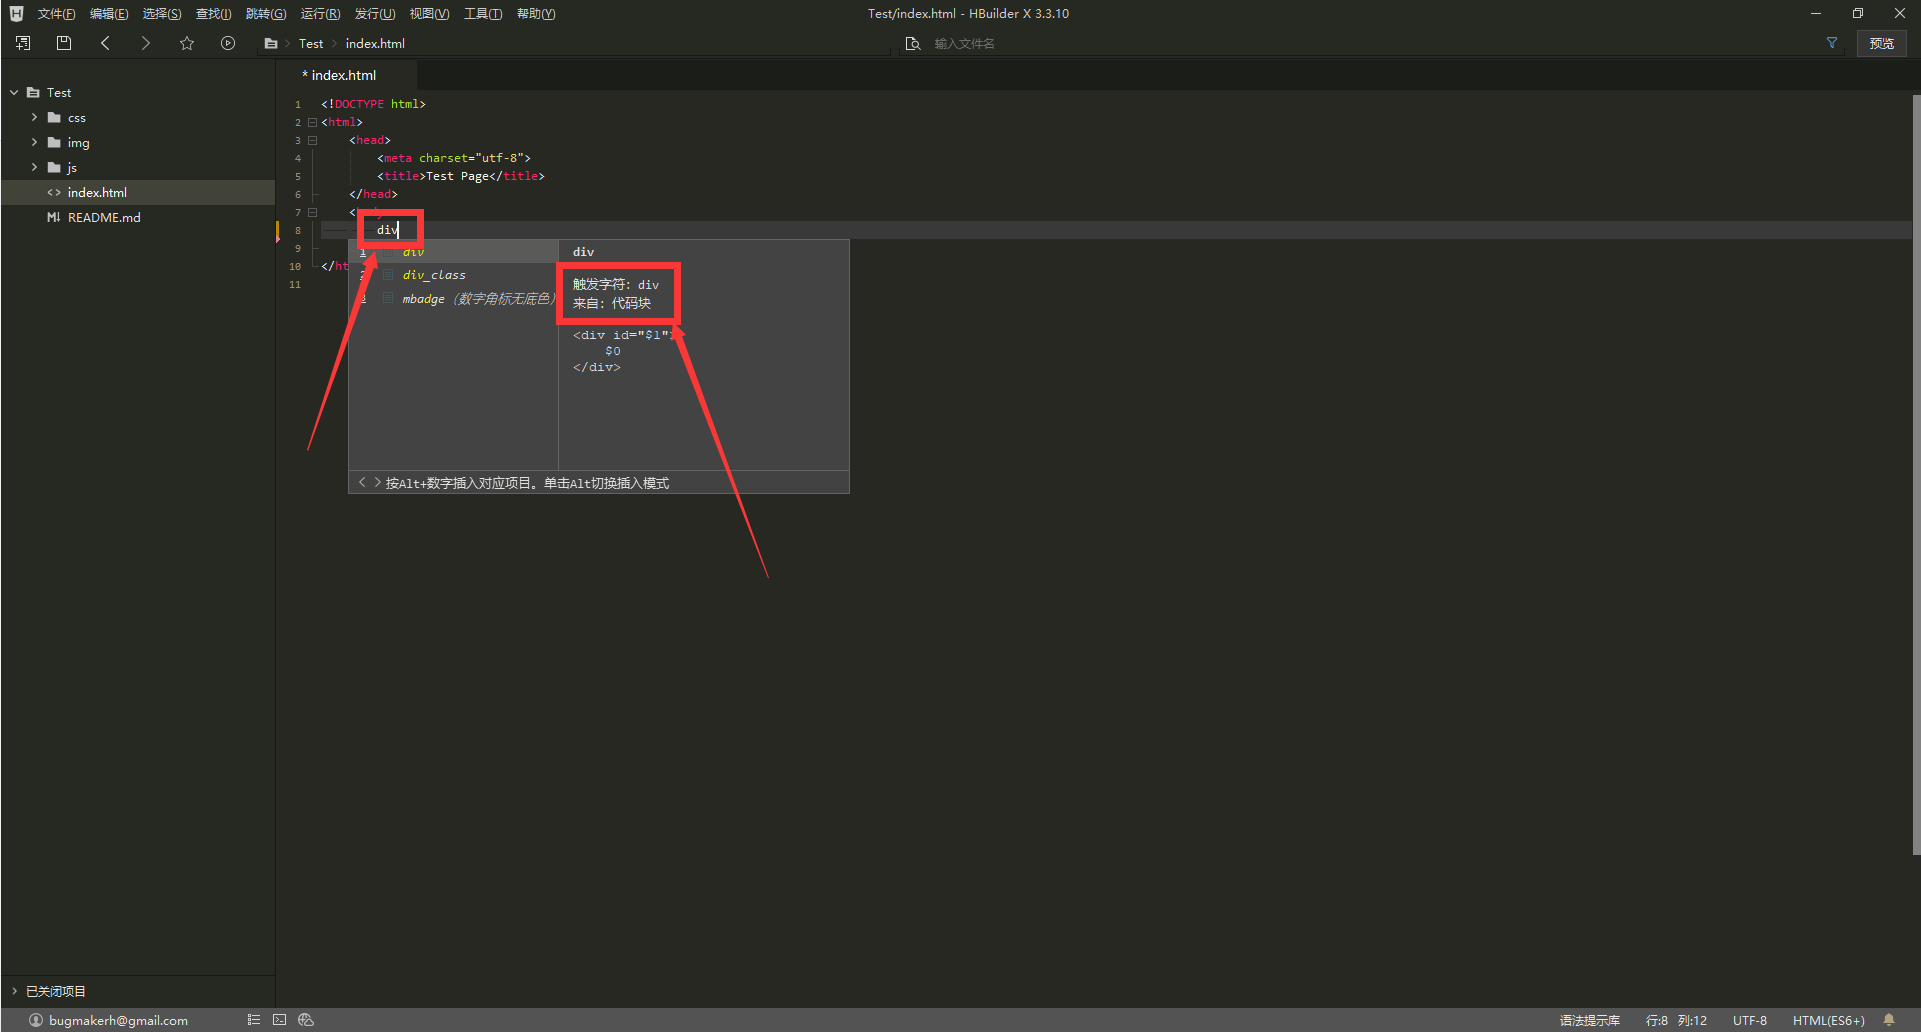 文件(F) 编辑(E) 选择(S) 查找(I) 跳转(G) 运行(R) 发行(U) 视图(V) 工具(T) 帮助(Y)
Test/index.html - HBuilder X 3.3.10
Test index.html
输入文件名
预览
Test
css
img
js
index.html
README.md
* index.html
1 <!DOCTYPE html>
2 <html>
3 <head>
4 <meta charset="utf-8">
5 <title>Test Page</title>
6 </head>
7 <
8 div
9
10 </ht
11
1 div
div_class
mbadge (数字角标无底色)
div
触发字符: div
来自: 代码块
<div id="$1"
$0
</div>
< > 按Alt+数字插入对应项目。单击Alt切换插入模式
已关闭项目
bugmakerh@gmail.com
语法提示库 行:8 列:12 UTF-8 HTML(ES6+)